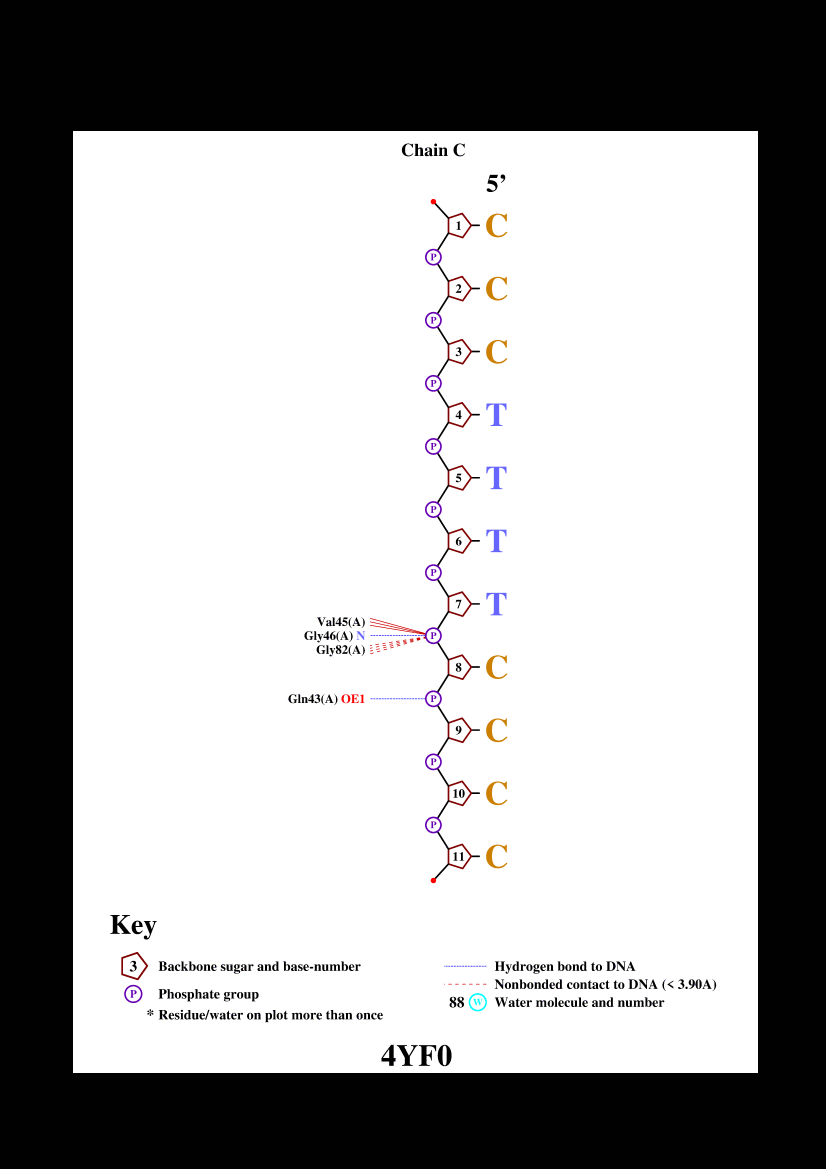 Chain C
5’
1 C
P
2 C
P
3 C
P
4 T
P
5 T
P
6 T
P
7 T
Val45(A)
Gly46(A) N P
Gly82(A)
8 C
Gln43(A) OE1 P
9 C
P
10 C
P
11 C
Key
3 Backbone sugar and base-number
P Phosphate group
* Residue/water on plot more than once
Hydrogen bond to DNA
Nonbonded contact to DNA (< 3.90A)
88 W Water molecule and number
4YF0